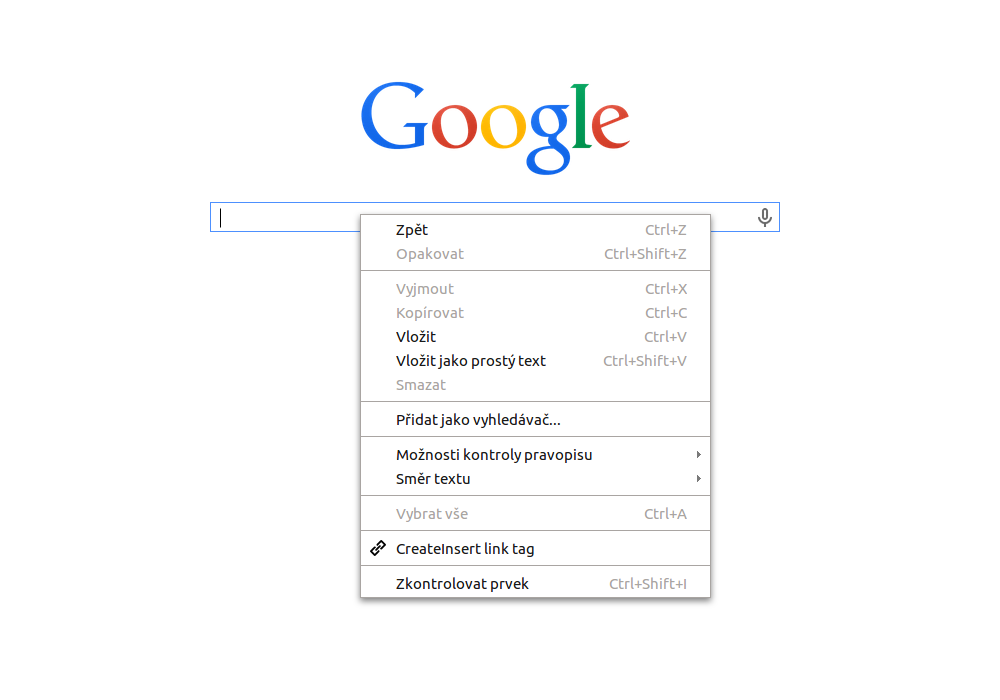 Google
Zpět Ctrl+Z
Opakovat Ctrl+Shift+Z
Vyjmout Ctrl+X
Kopírovat Ctrl+C
Vložit Ctrl+V
Vložit jako prostý text Ctrl+Shift+V
Smazat
Přidat jako vyhledávač...
Možnosti kontroly pravopisu
Směr textu
Vybrat vše Ctrl+A
CreateInsert link tag
Zkontrolovat prvek Ctrl+Shift+I